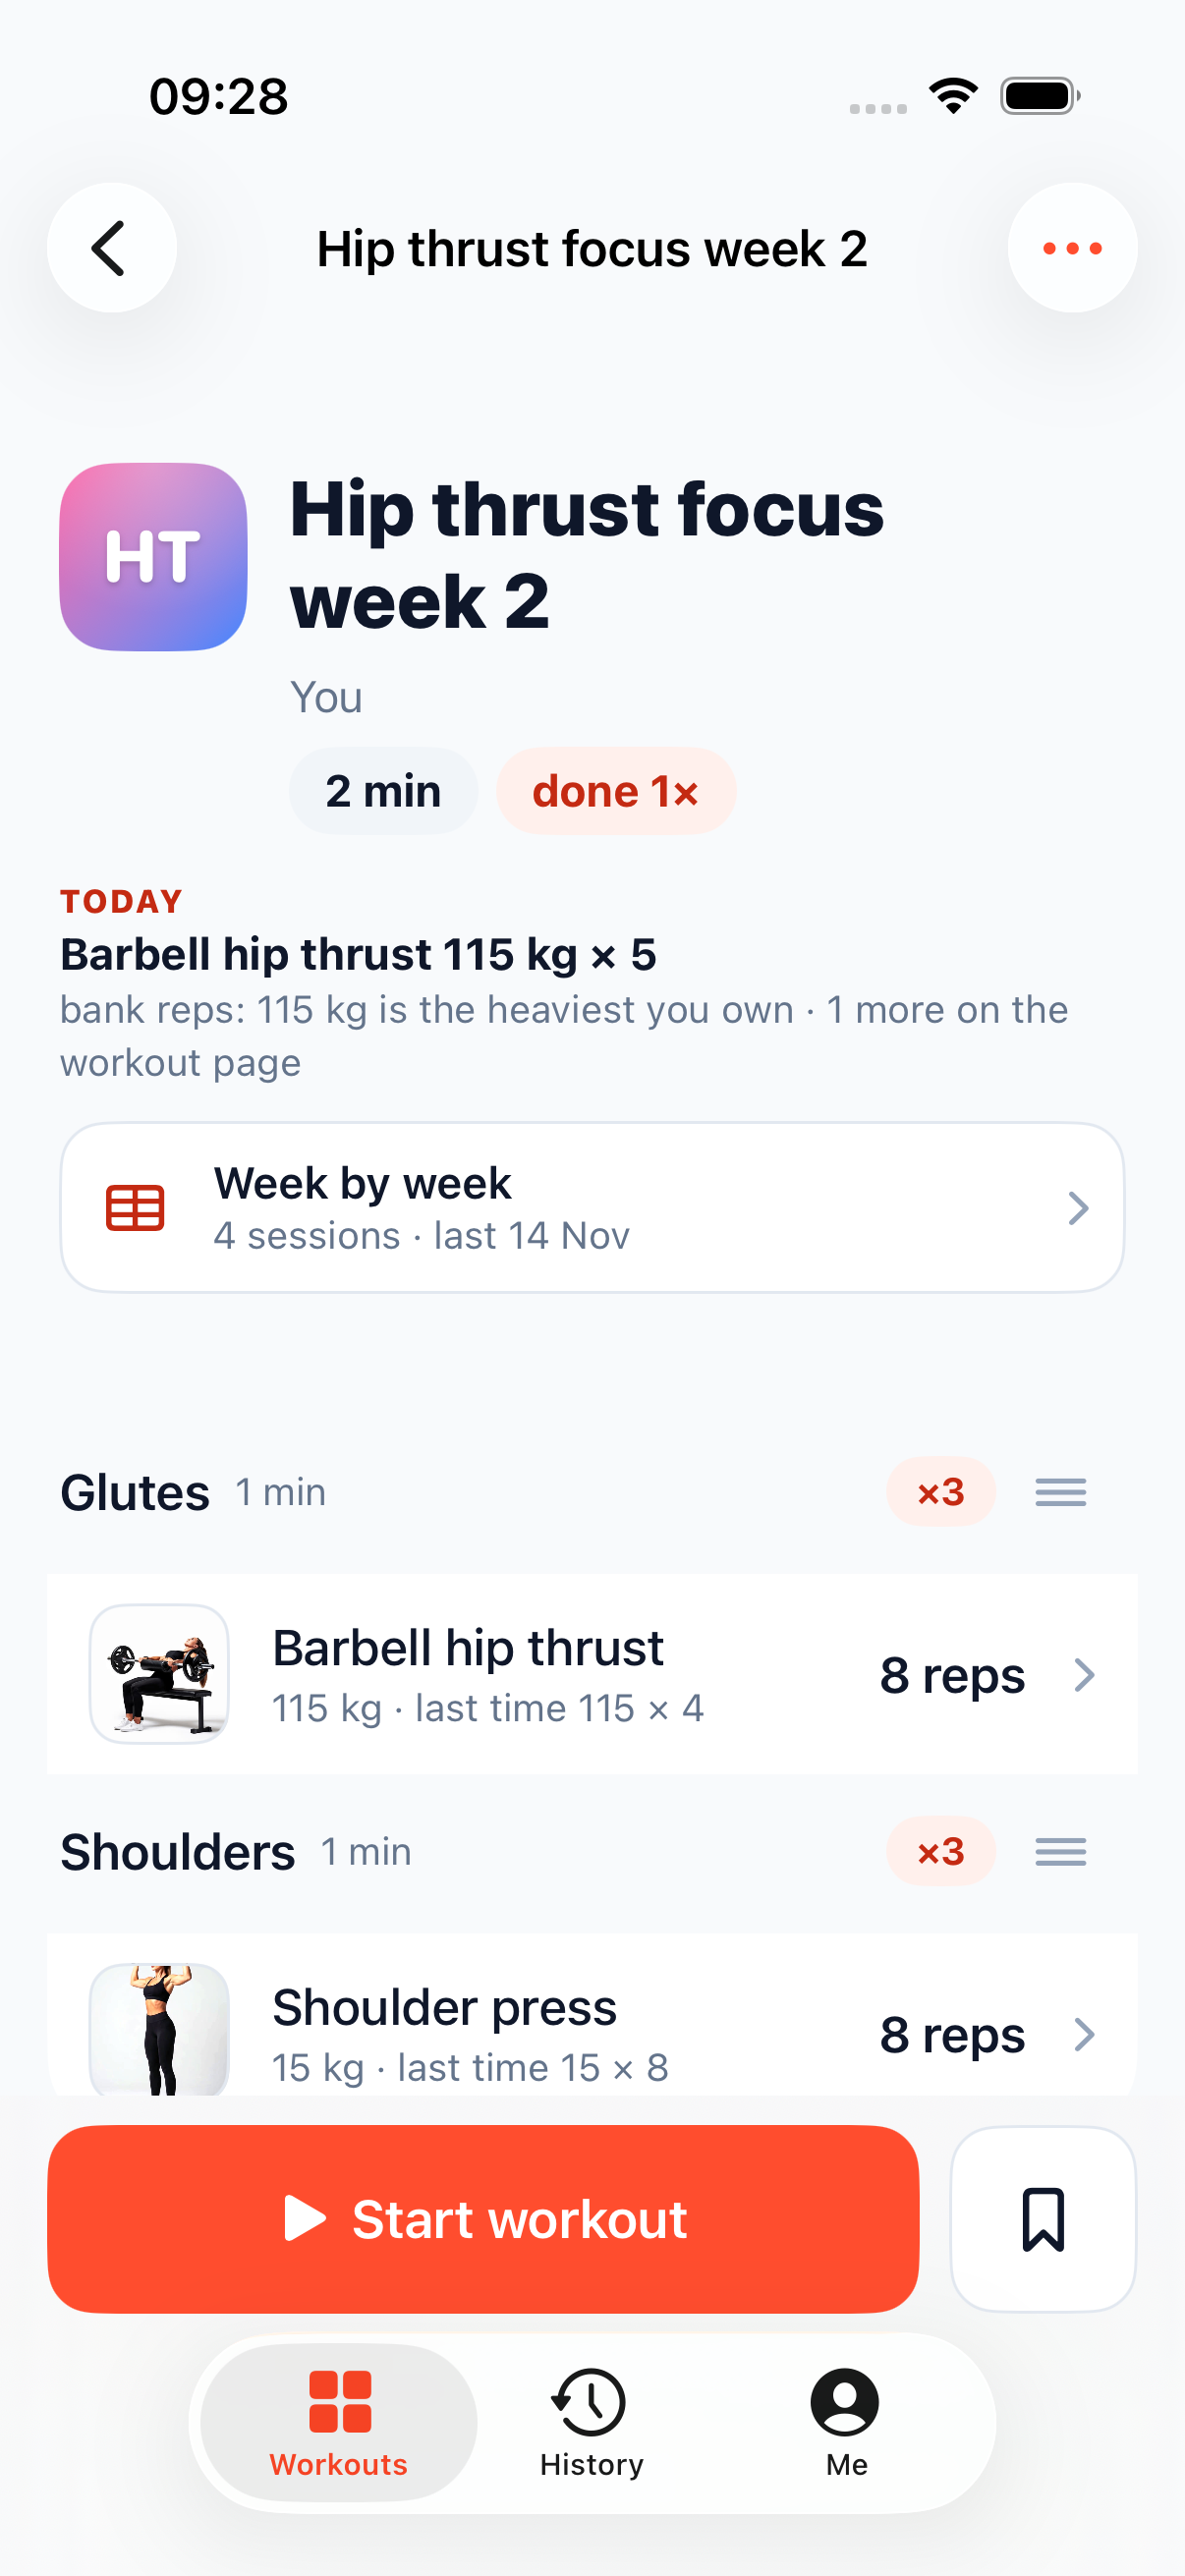 09:28
Hip thrust focus week 2
HT
Hip thrust focus
week 2
You
2 min
done 1×
TODAY
Barbell hip thrust 115 kg × 5
bank reps: 115 kg is the heaviest you own · 1 more on the
workout page
Week by week
4 sessions · last 14 Nov
Glutes 1 min
×3
Barbell hip thrust
115 kg · last time 115 × 4
8 reps
Shoulders 1 min
×3
Shoulder press
15 kg · last time 15 × 8
8 reps
Start workout
Workouts
History
Me